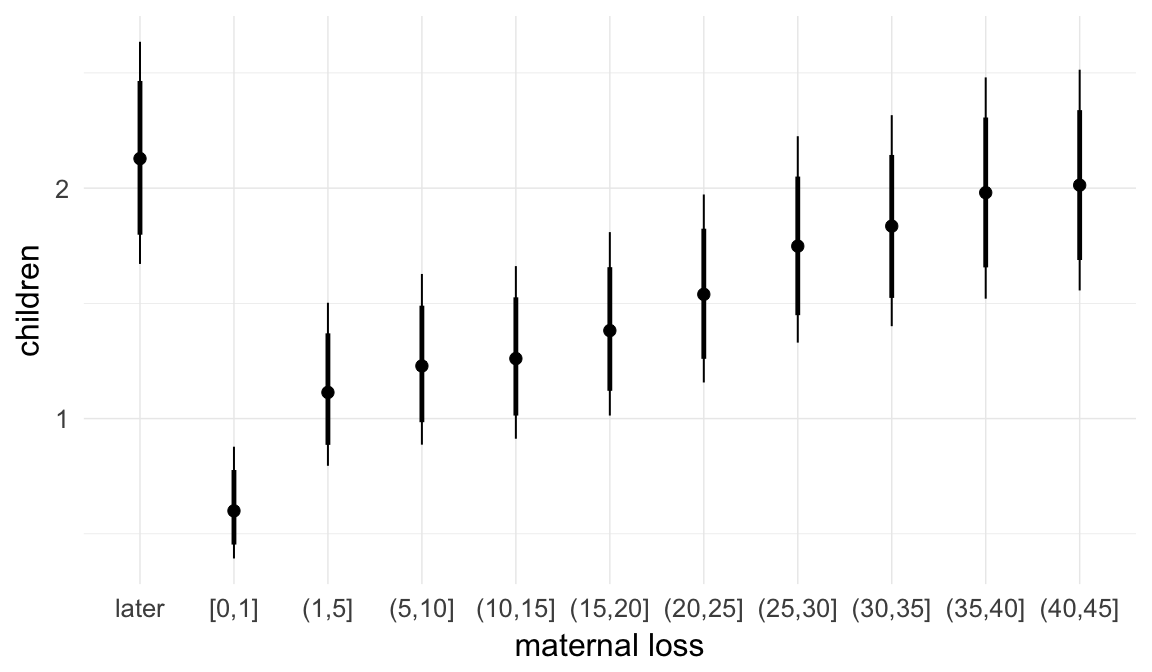 children
2
1
later [0,1] (1,5] (5,10] (10,15] (15,20] (20,25] (25,30] (30,35] (35,40] (40,45]
maternal loss